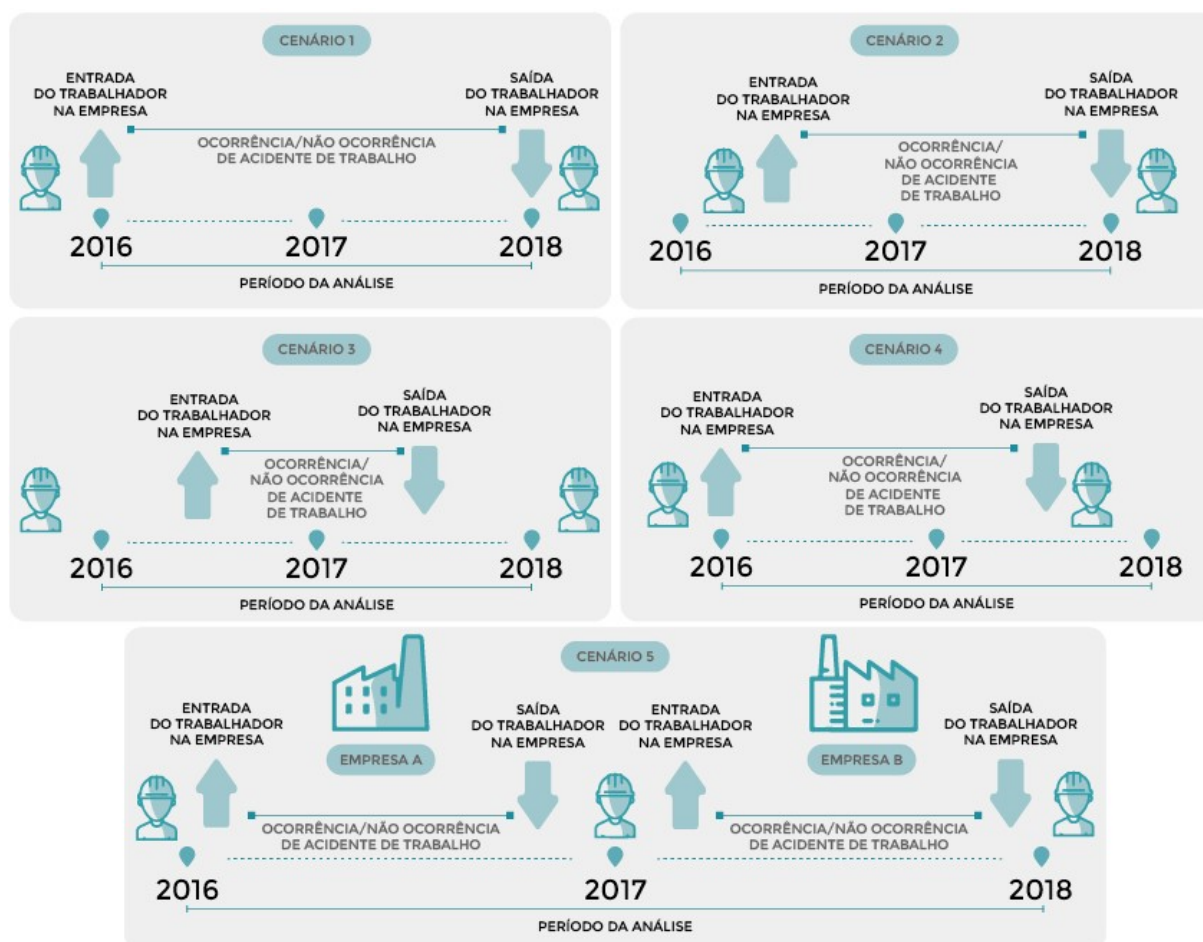 CENÁRIO 1
ENTRADA
DO TRABALHADOR
NA EMPRESA
SAÍDA
DO TRABALHADOR
NA EMPRESA
OCORRÊNCIA/NÃO OCORRÊNCIA
DE ACIDENTE DE TRABALHO
2016
2017
2018
PERÍODO DA ANÁLISE
CENÁRIO 2
ENTRADA
DO TRABALHADOR
NA EMPRESA
SAÍDA
DO TRABALHADOR
NA EMPRESA
OCORRÊNCIA/
NÃO OCORRÊNCIA
DE ACIDENTE
DE TRABALHO
2016
2017
2018
PERÍODO DA ANÁLISE
CENÁRIO 3
ENTRADA
DO TRABALHADOR
NA EMPRESA
SAÍDA
DO TRABALHADOR
NA EMPRESA
OCORRÊNCIA/
NÃO OCORRÊNCIA
DE ACIDENTE
DE TRABALHO
2016
2017
2018
PERÍODO DA ANÁLISE
CENÁRIO 4
ENTRADA
DO TRABALHADOR
NA EMPRESA
SAÍDA
DO TRABALHADOR
NA EMPRESA
OCORRÊNCIA/
NÃO OCORRÊNCIA
DE ACIDENTE
DE TRABALHO
2016
2017
2018
PERÍODO DA ANÁLISE
CENÁRIO 5
ENTRADA
DO TRABALHADOR
NA EMPRESA
EMPRESA A
SAÍDA
DO TRABALHADOR
NA EMPRESA
ENTRADA
DO TRABALHADOR
NA EMPRESA
EMPRESA B
SAÍDA
DO TRABALHADOR
NA EMPRESA
OCORRÊNCIA/NÃO OCORRÊNCIA
DE ACIDENTE DE TRABALHO
OCORRÊNCIA/NÃO OCORRÊNCIA
DE ACIDENTE DE TRABALHO
2016
2017
2018
PERÍODO DA ANÁLISE